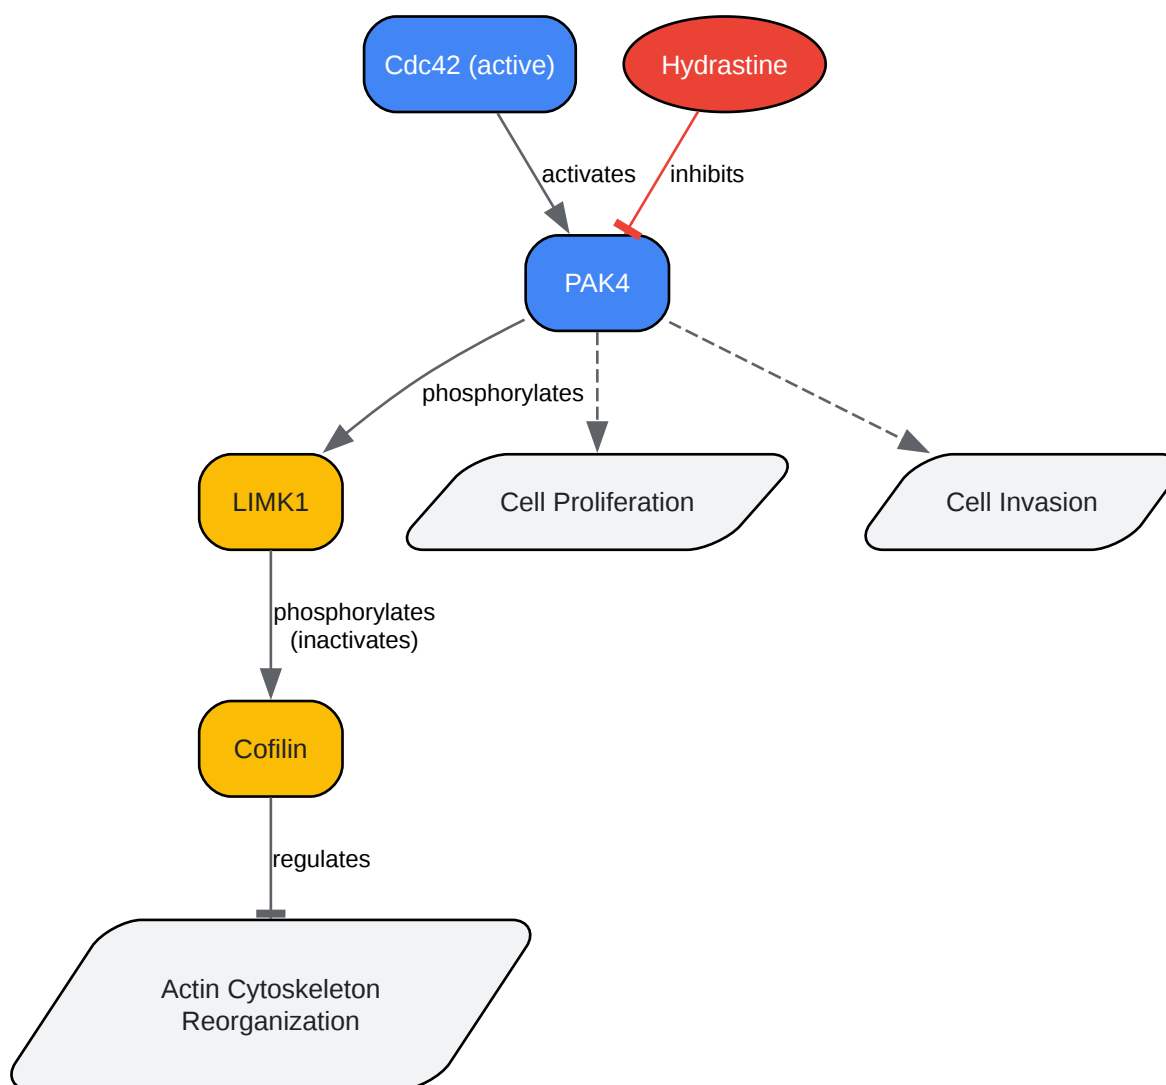 Cdc42 (active)
Hydrastine
activates
inhibits
PAK4
phosphorylates
LIMK1
Cell Proliferation
Cell Invasion
phosphorylates
(inactivates)
Cofilin
regulates
Actin Cytoskeleton
Reorganization